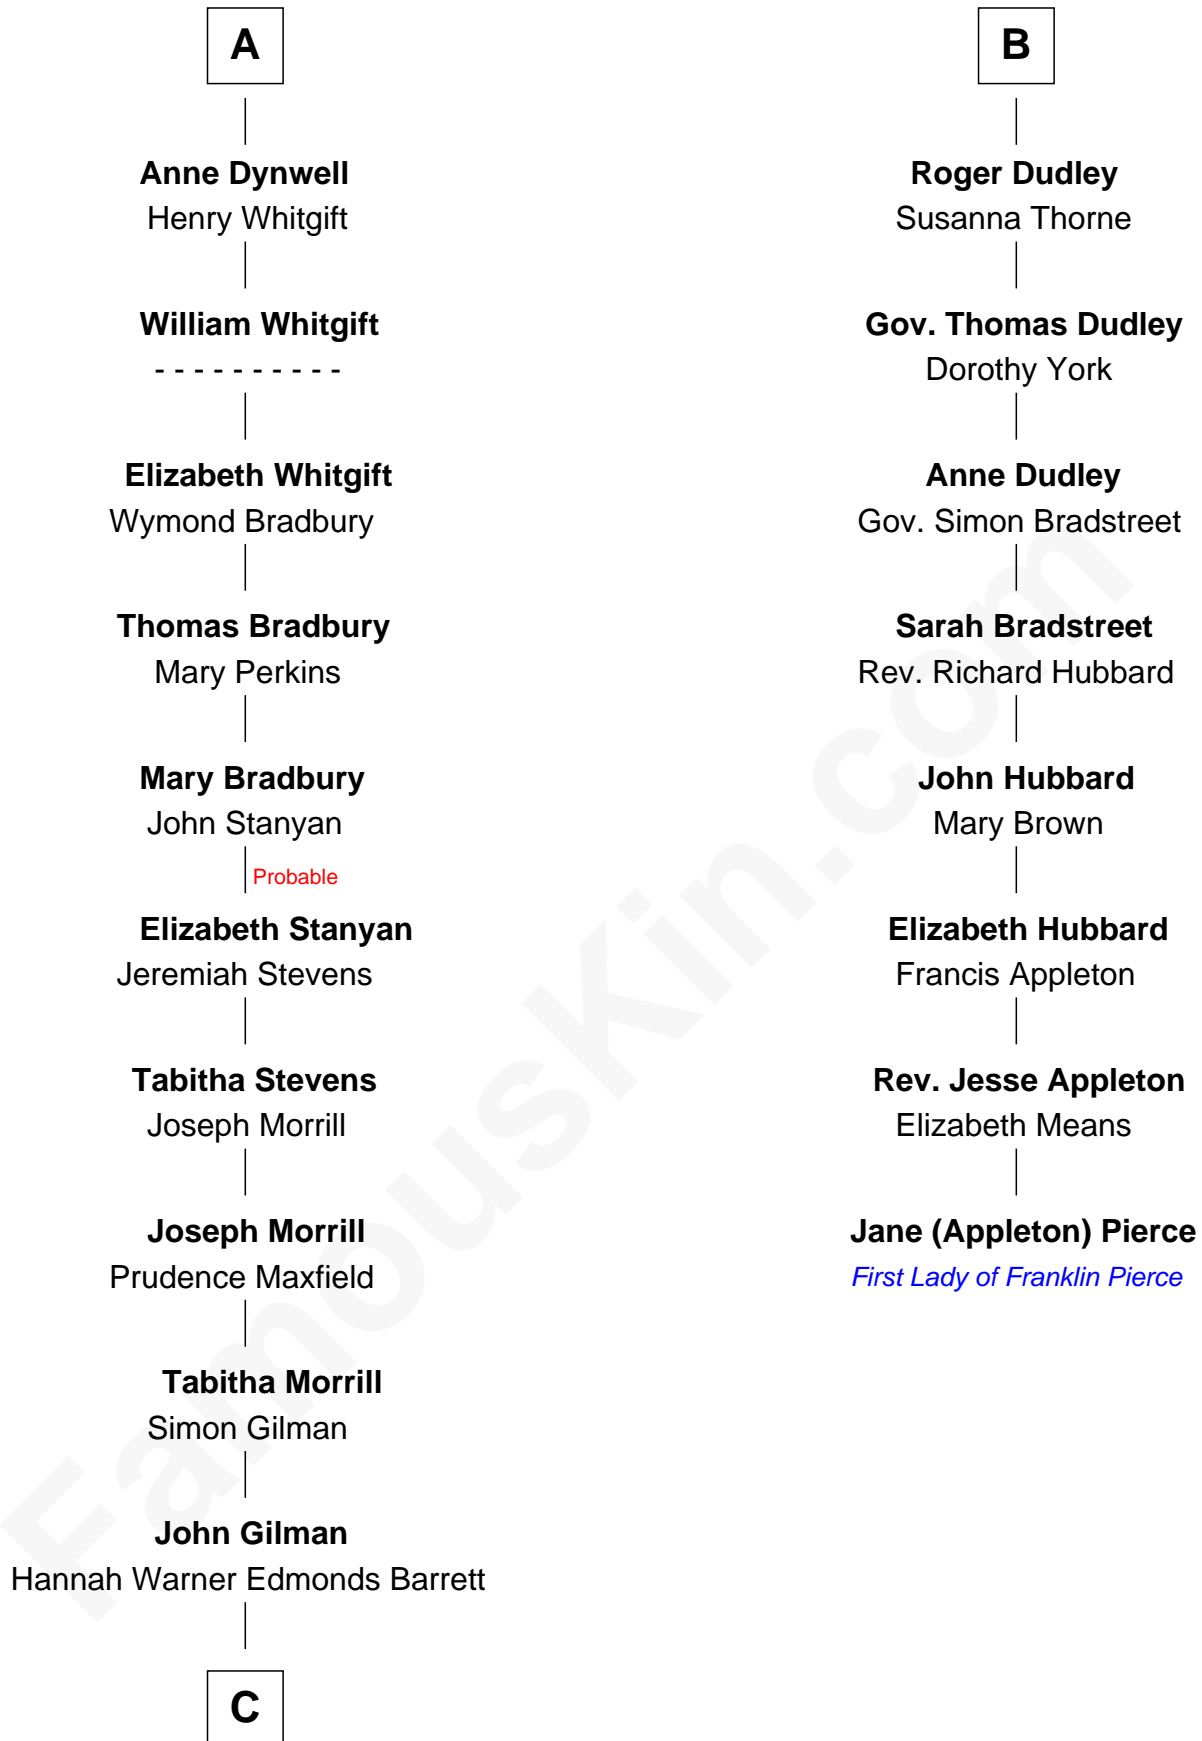 A
Anne Dynwell
Henry Whitgift
William Whitgift
- - - - - - - - - -
Elizabeth Whitgift
Wymond Bradbury
Thomas Bradbury
Mary Perkins
Mary Bradbury
John Stanyan
Probable
Elizabeth Stanyan
Jeremiah Stevens
Tabitha Stevens
Joseph Morrill
Joseph Morrill
Prudence Maxfield
Tabitha Morrill
Simon Gilman
John Gilman
Hannah Warner Edmonds Barrett
C
B
Roger Dudley
Susanna Thorne
Gov. Thomas Dudley
Dorothy York
Anne Dudley
Gov. Simon Bradstreet
Sarah Bradstreet
Rev. Richard Hubbard
John Hubbard
Mary Brown
Elizabeth Hubbard
Francis Appleton
Rev. Jesse Appleton
Elizabeth Means
Jane (Appleton) Pierce
First Lady of Franklin Pierce
FamousKin.com